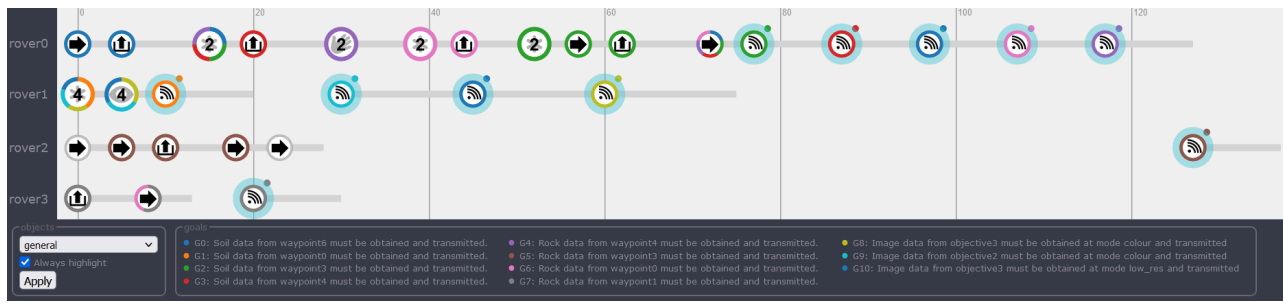 0 20 40 60 80 100 120
rover0 2 2 2 2
rover1 4 4
rover2
rover3
objects
general
Always highlight
Apply
goals
G0: Soil data from waypoint6 must be obtained and transmitted.
G1: Soil data from waypoint0 must be obtained and transmitted.
G2: Soil data from waypoint3 must be obtained and transmitted.
G3: Soil data from waypoint4 must be obtained and transmitted.
G4: Rock data from waypoint4 must be obtained and transmitted.
G5: Rock data from waypoint3 must be obtained and transmitted.
G6: Rock data from waypoint0 must be obtained and transmitted.
G7: Rock data from waypoint1 must be obtained and transmitted.
G8: Image data from objective3 must be obtained at mode colour and transmitted
G9: Image data from objective2 must be obtained at mode colour and transmitted
G10: Image data from objective3 must be obtained at mode low_res and transmitted